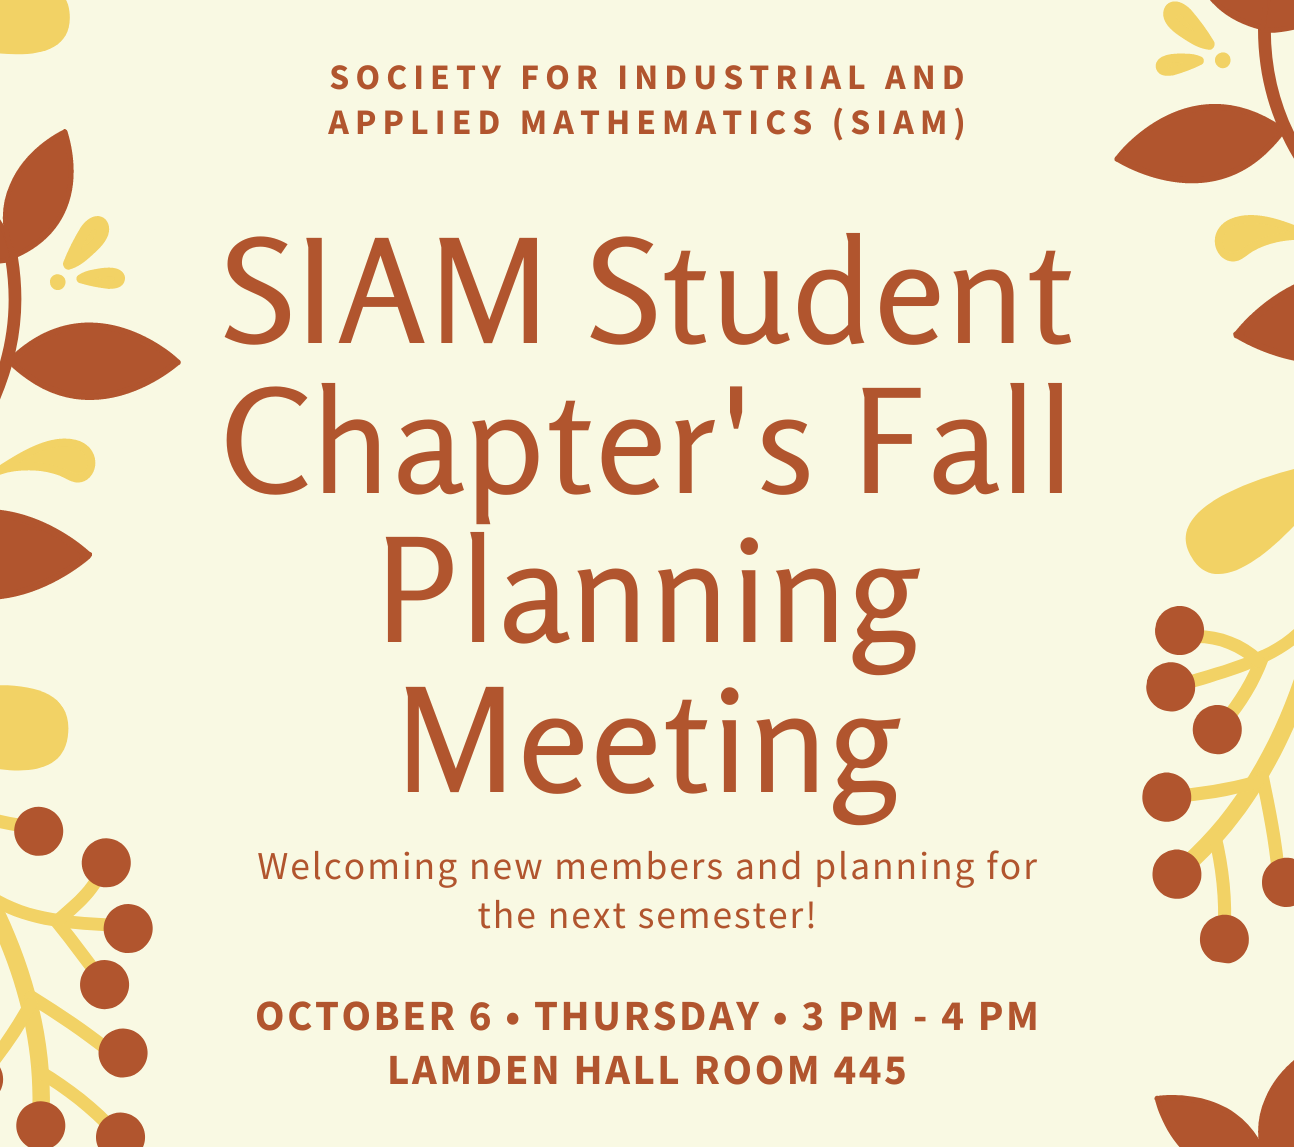 SOCIETY FOR INDUSTRIAL AND
APPLIED MATHEMATICS (SIAM)
SIAM Student
Chapter's Fall
Planning
Meeting
Welcoming new members and planning for
the next semester!
OCTOBER 6 • THURSDAY • 3 PM - 4 PM
LAMDEN HALL ROOM 445